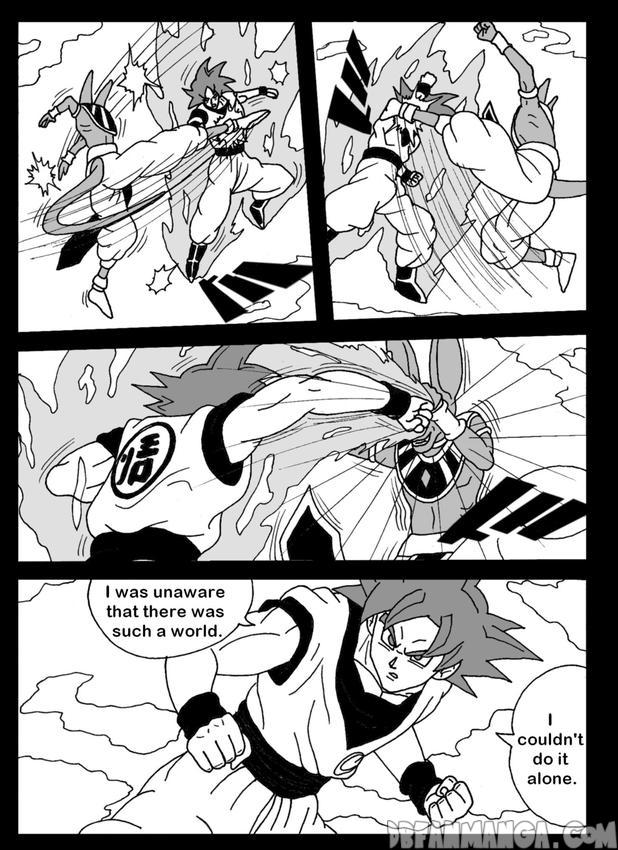 I was unaware
that there was
such a world.
I
couldn't
do it
alone.
DBFANMANGA.COM